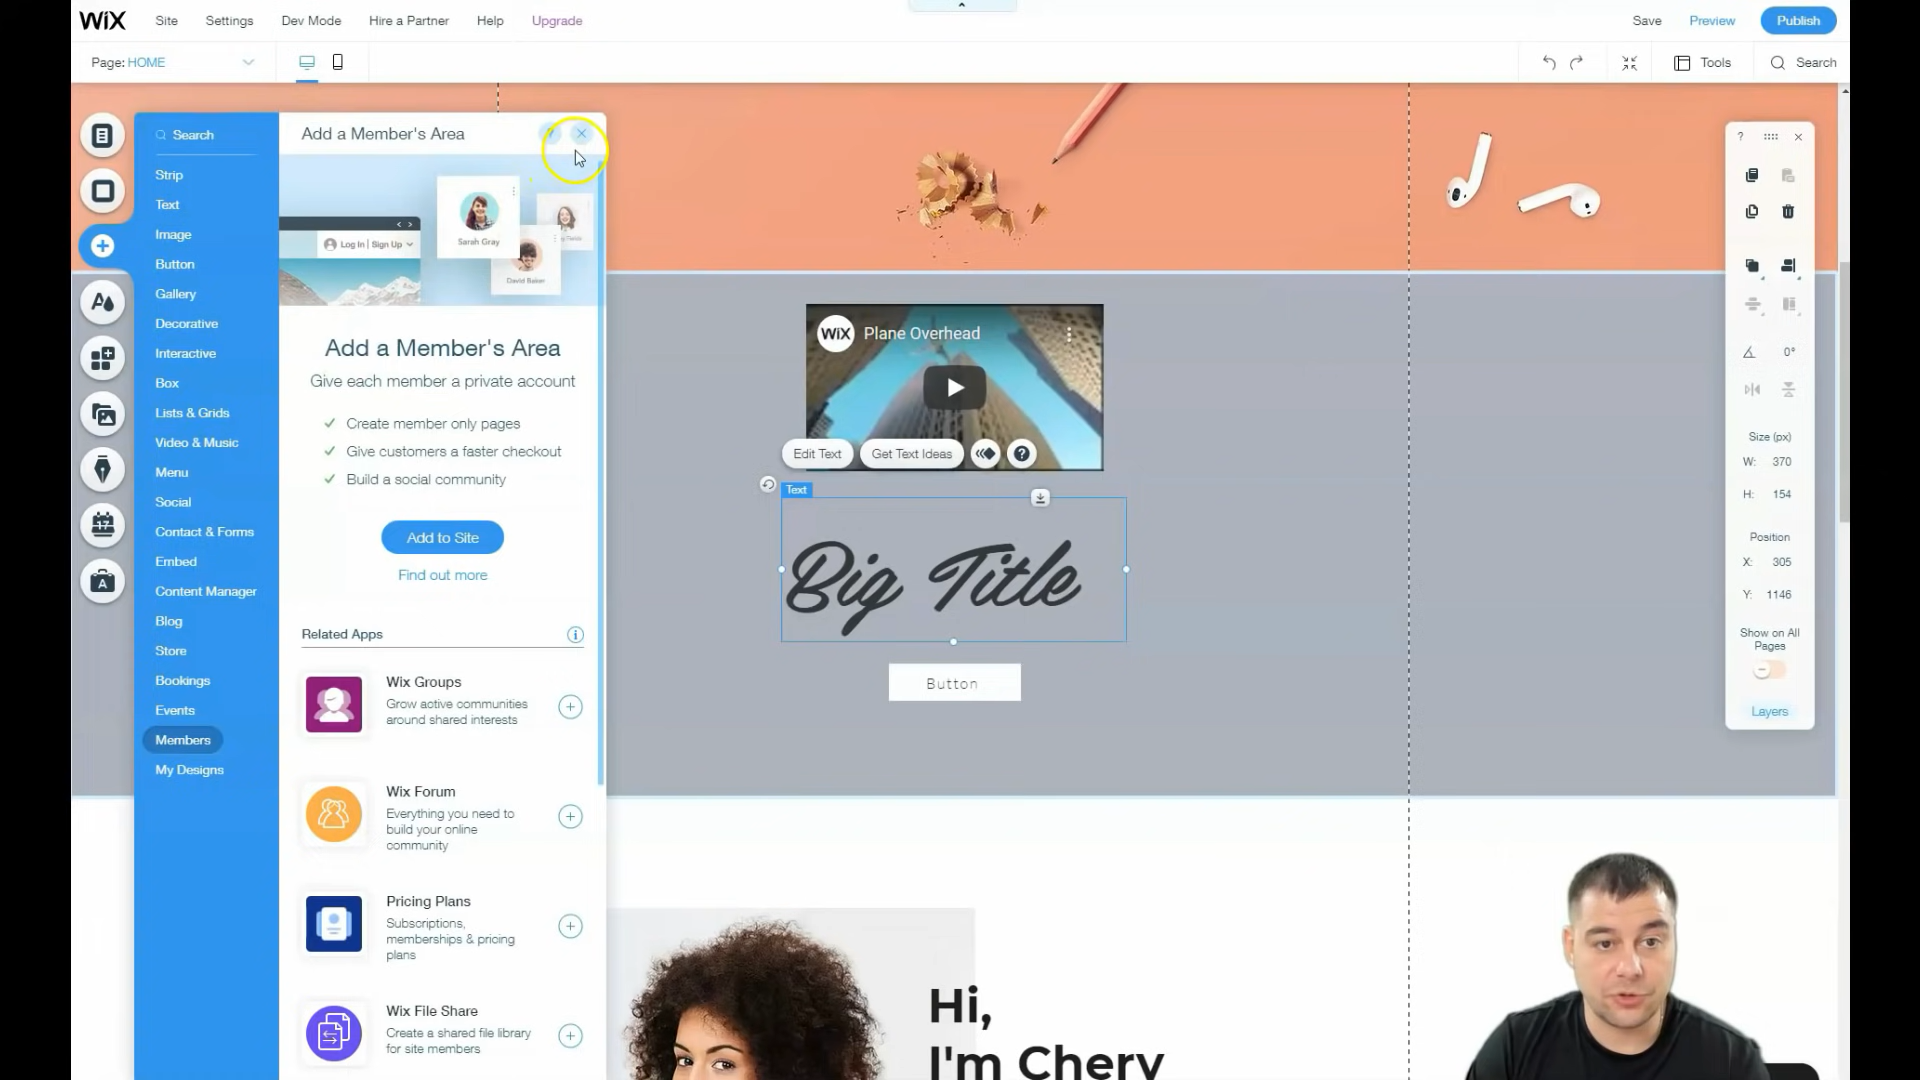 WiX Site Settings Dev Mode Hire a Partner Help Upgrade Save Preview Publish
Page: HOME Tools Search
Search
Strip
Text
Image
Button
Gallery
Decorative
Interactive
Box
Lists & Grids
Video & Music
Menu
Social
Contact & Forms
Embed
Content Manager
Blog
Store
Bookings
Events
Members
My Designs
Add a Member's Area
Log In | Sign Up
Sarah Gray
David Baker
Add a Member's Area
Give each member a private account
Create member only pages
Give customers a faster checkout
Build a social community
Add to Site
Find out more
Related Apps
Wix Groups
Grow active communities
around shared interests
Wix Forum
Everything you need to
build your online
community
Pricing Plans
Subscriptions,
memberships & pricing
plans
Wix File Share
Create a shared file library
for site members
WiX Plane Overhead
Edit Text Get Text Ideas
Text
Big Title
Button
Hi,
I'm Chery
?
0°
Size (px)
W: 370
H: 154
Position
X: 305
Y: 1146
Show on All
Pages
Layers
17
A